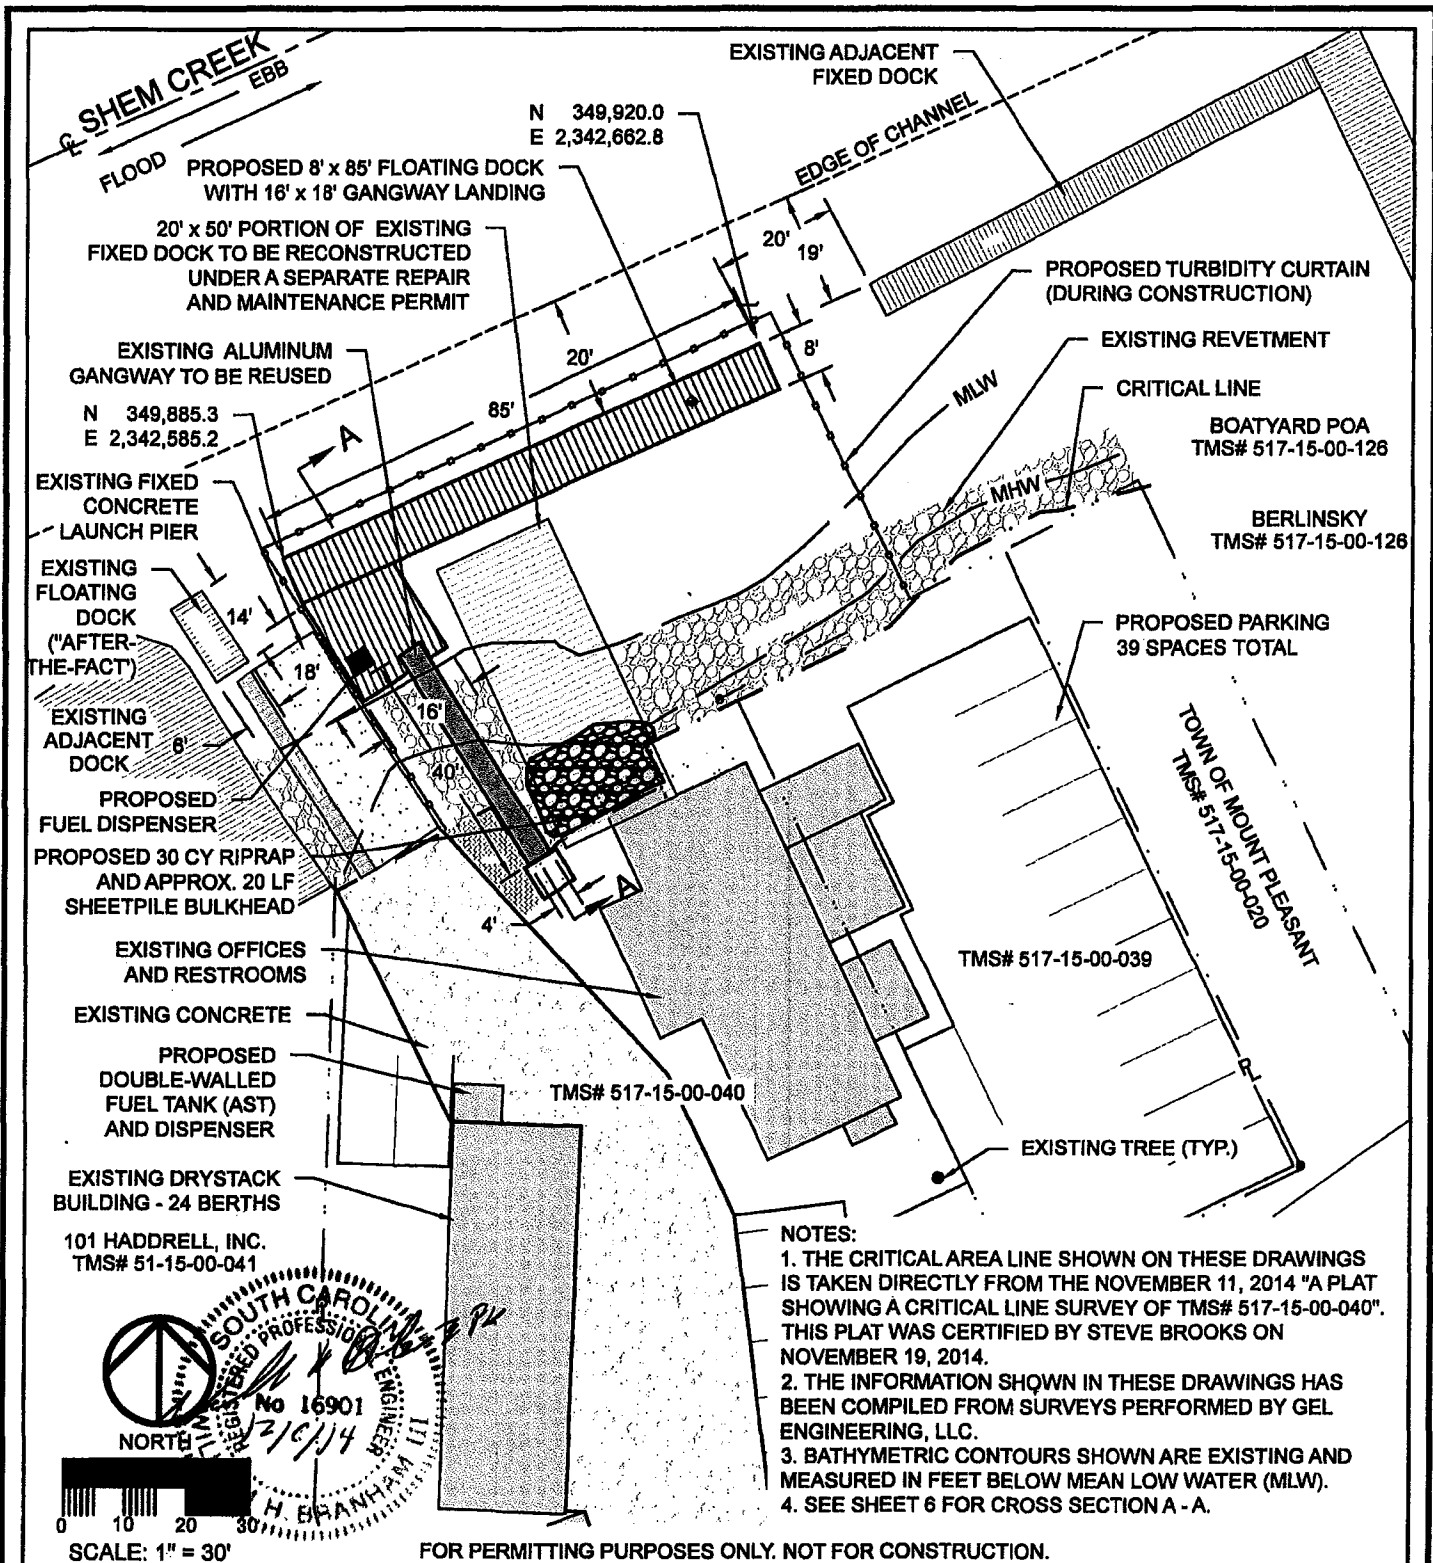 ℄ SHEM CREEK
EBB
FLOOD
EXISTING ADJACENT
FIXED DOCK
N 349,920.0
E 2,342,662.8
EDGE OF CHANNEL
PROPOSED 8' x 85' FLOATING DOCK
WITH 16' x 18' GANGWAY LANDING
20' x 50' PORTION OF EXISTING
FIXED DOCK TO BE RECONSTRUCTED
UNDER A SEPARATE REPAIR
AND MAINTENANCE PERMIT
20'
19'
PROPOSED TURBIDITY CURTAIN
(DURING CONSTRUCTION)
EXISTING ALUMINUM
GANGWAY TO BE REUSED
20'
8'
EXISTING REVETMENT
MLW
CRITICAL LINE
85'
N 349,885.3
E 2,342,585.2
A
BOATYARD POA
TMS# 517-15-00-126
EXISTING FIXED
CONCRETE
LAUNCH PIER
MHW
BERLINSKY
TMS# 517-15-00-126
EXISTING
FLOATING
DOCK
("AFTER-
THE-FACT")
14'
18'
PROPOSED PARKING
39 SPACES TOTAL
EXISTING
ADJACENT
DOCK
6'
16'
40'
TOWN OF MOUNT PLEASANT
TMS# 517-15-00-020
PROPOSED
FUEL DISPENSER
PROPOSED 30 CY RIPRAP
AND APPROX. 20 LF
SHEETPILE BULKHEAD
4'
A
EXISTING OFFICES
AND RESTROOMS
TMS# 517-15-00-039
EXISTING CONCRETE
PROPOSED
DOUBLE-WALLED
FUEL TANK (AST)
AND DISPENSER
TMS# 517-15-00-040
PL
EXISTING TREE (TYP.)
EXISTING DRYSTACK
BUILDING - 24 BERTHS
101 HADDRELL, INC.
TMS# 51-15-00-041
NOTES:
1. THE CRITICAL AREA LINE SHOWN ON THESE DRAWINGS
IS TAKEN DIRECTLY FROM THE NOVEMBER 11, 2014 "A PLAT
SHOWING A CRITICAL LINE SURVEY OF TMS# 517-15-00-040".
THIS PLAT WAS CERTIFIED BY STEVE BROOKS ON
NOVEMBER 19, 2014.
2. THE INFORMATION SHOWN IN THESE DRAWINGS HAS
BEEN COMPILED FROM SURVEYS PERFORMED BY GEL
ENGINEERING, LLC.
3. BATHYMETRIC CONTOURS SHOWN ARE EXISTING AND
MEASURED IN FEET BELOW MEAN LOW WATER (MLW).
4. SEE SHEET 6 FOR CROSS SECTION A - A.
SOUTH CAROLINA
REGISTERED PROFESSIONAL ENGINEER
No 16901
H. BRANHAM III
NORTH
0 10 20 30
SCALE: 1" = 30'
FOR PERMITTING PURPOSES ONLY. NOT FOR CONSTRUCTION.